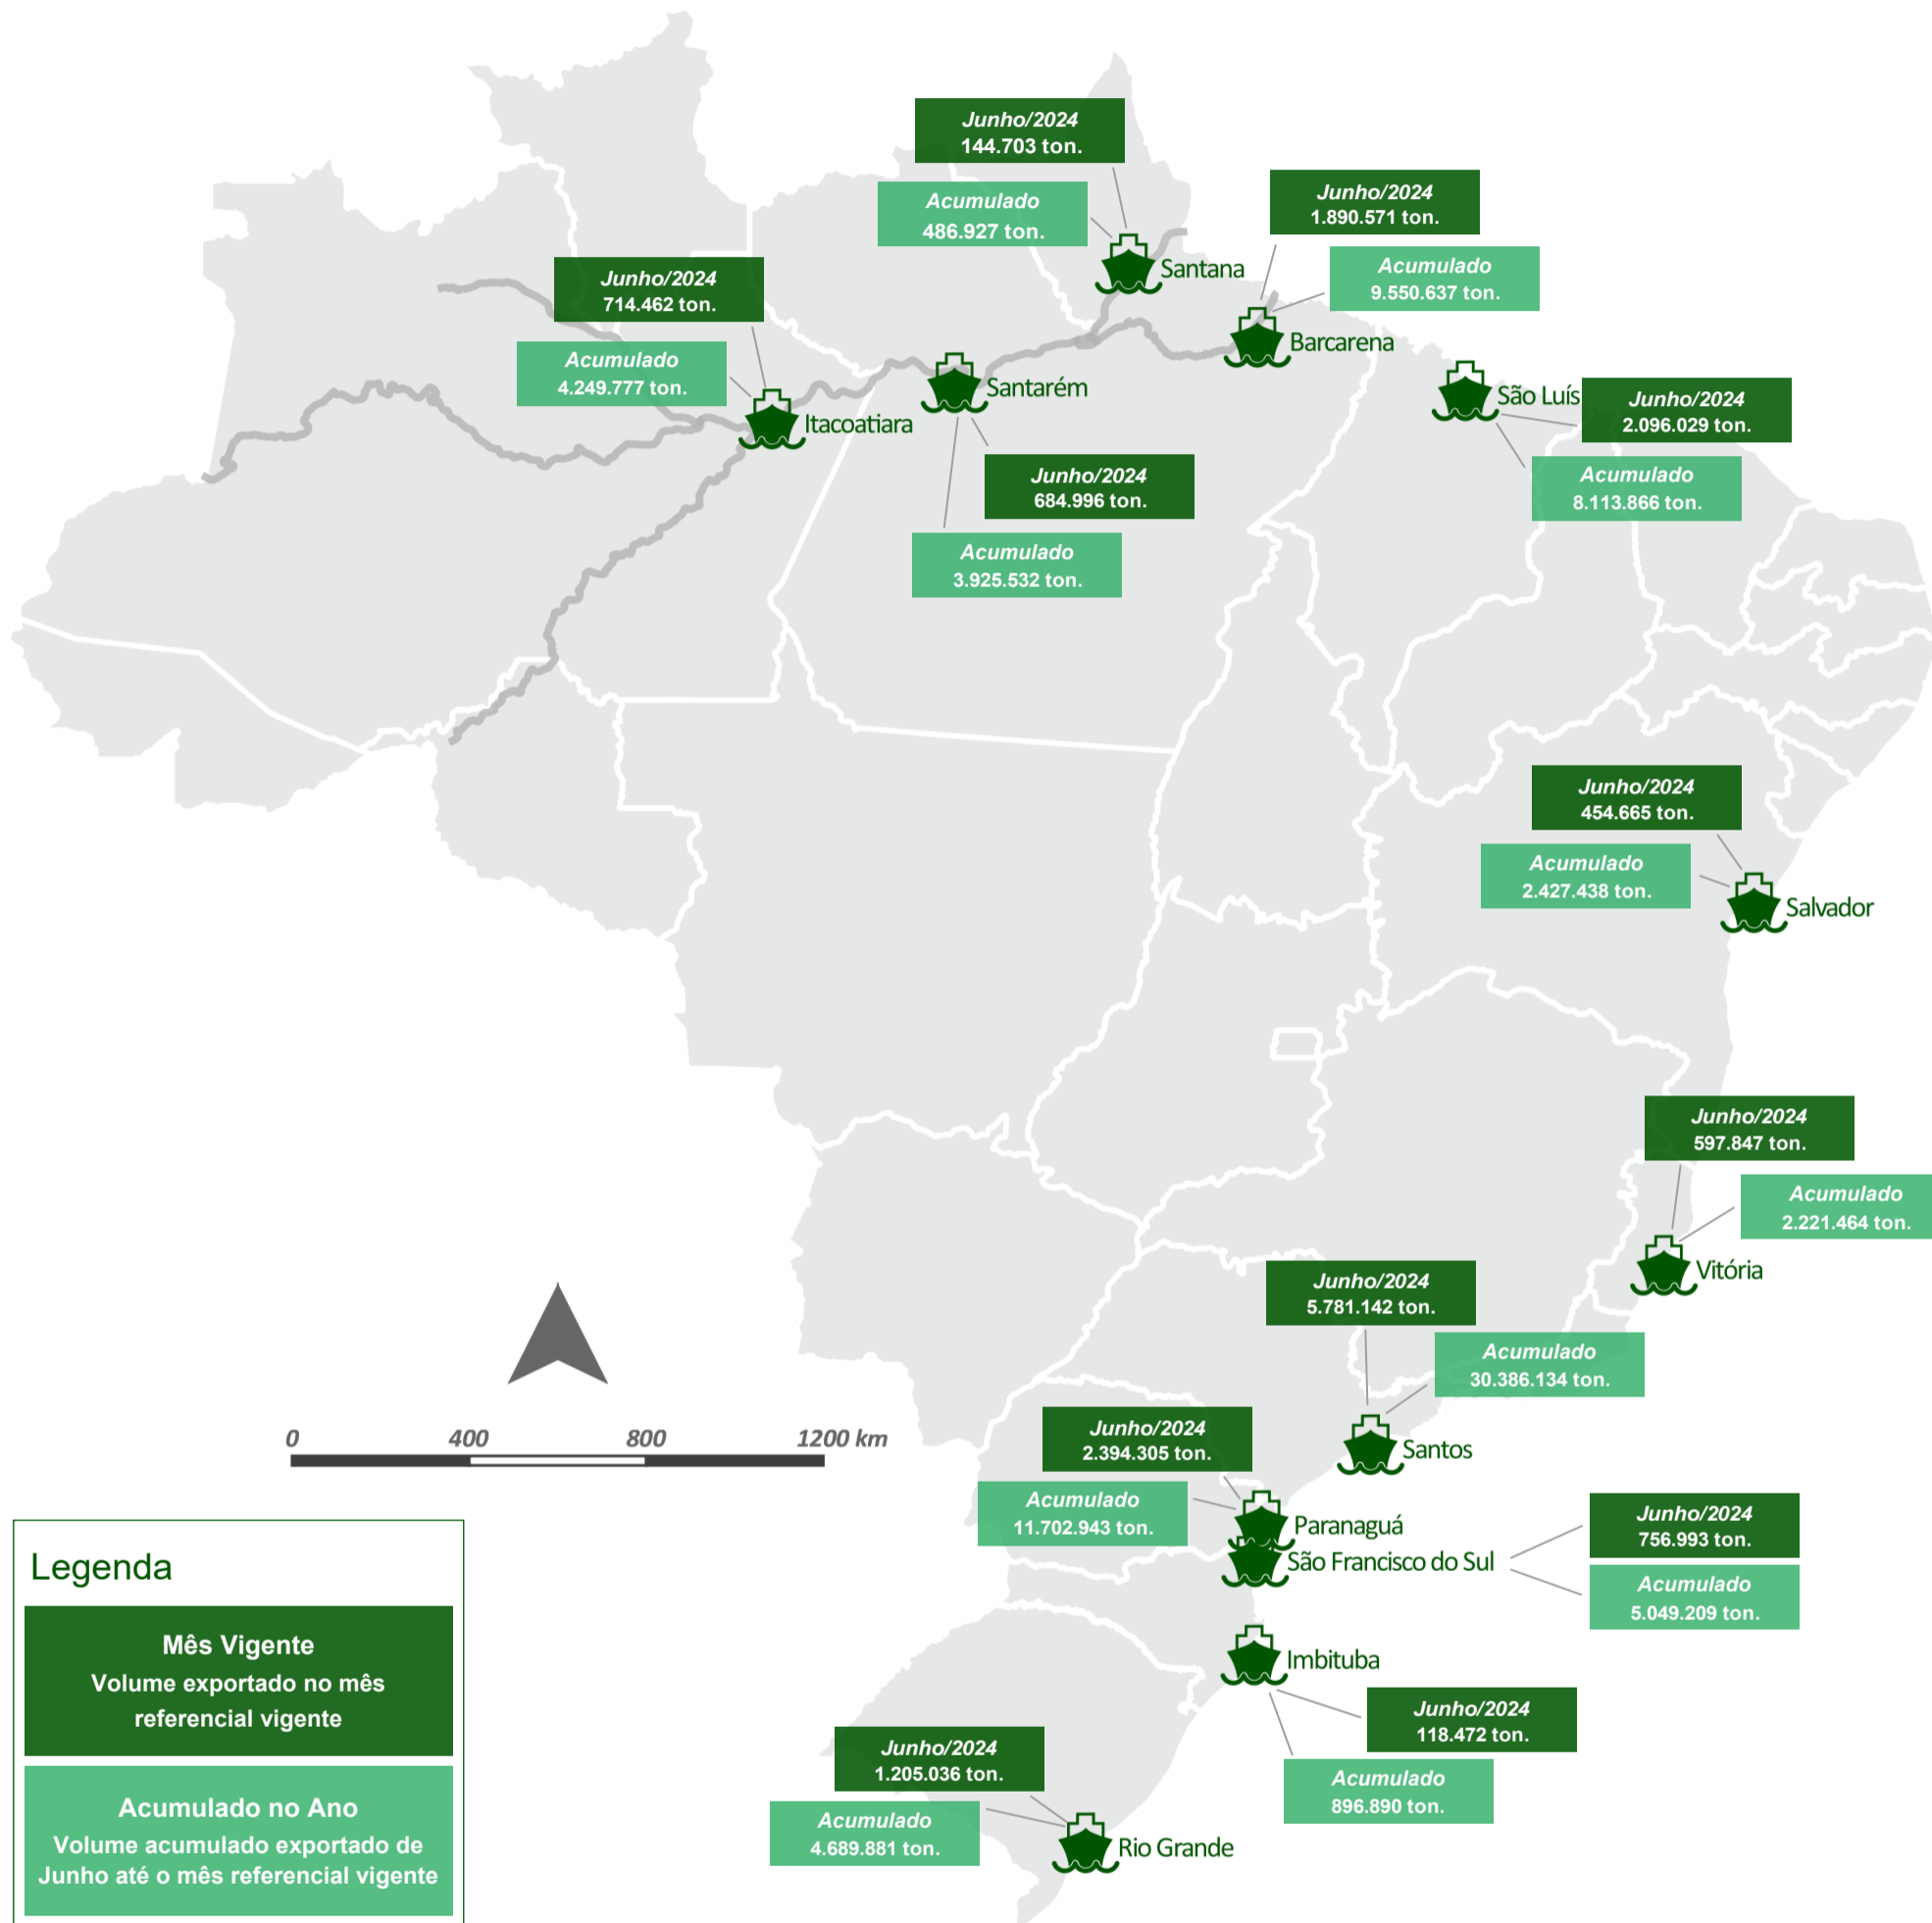 Junho/2024
144.703 ton.
Acumulado
486.927 ton.
Santana
Junho/2024
1.890.571 ton.
Acumulado
9.550.637 ton.
Barcarena
Junho/2024
714.462 ton.
Acumulado
4.249.777 ton.
Itacoatiara
Santarém
Junho/2024
684.996 ton.
Acumulado
3.925.532 ton.
São Luís
Junho/2024
2.096.029 ton.
Acumulado
8.113.866 ton.
Junho/2024
454.665 ton.
Acumulado
2.427.438 ton.
Salvador
Junho/2024
597.847 ton.
Acumulado
2.221.464 ton.
Vitória
Junho/2024
5.781.142 ton.
Acumulado
30.386.134 ton.
Santos
Junho/2024
2.394.305 ton.
Acumulado
11.702.943 ton.
Paranaguá
São Francisco do Sul
Junho/2024
756.993 ton.
Acumulado
5.049.209 ton.
Imbituba
Junho/2024
118.472 ton.
Acumulado
896.890 ton.
Junho/2024
1.205.036 ton.
Acumulado
4.689.881 ton.
Rio Grande
0 400 800 1200 km
Legenda
Mês Vigente
Volume exportado no mês
referencial vigente
Acumulado no Ano
Volume acumulado exportado de
Junho até o mês referencial vigente